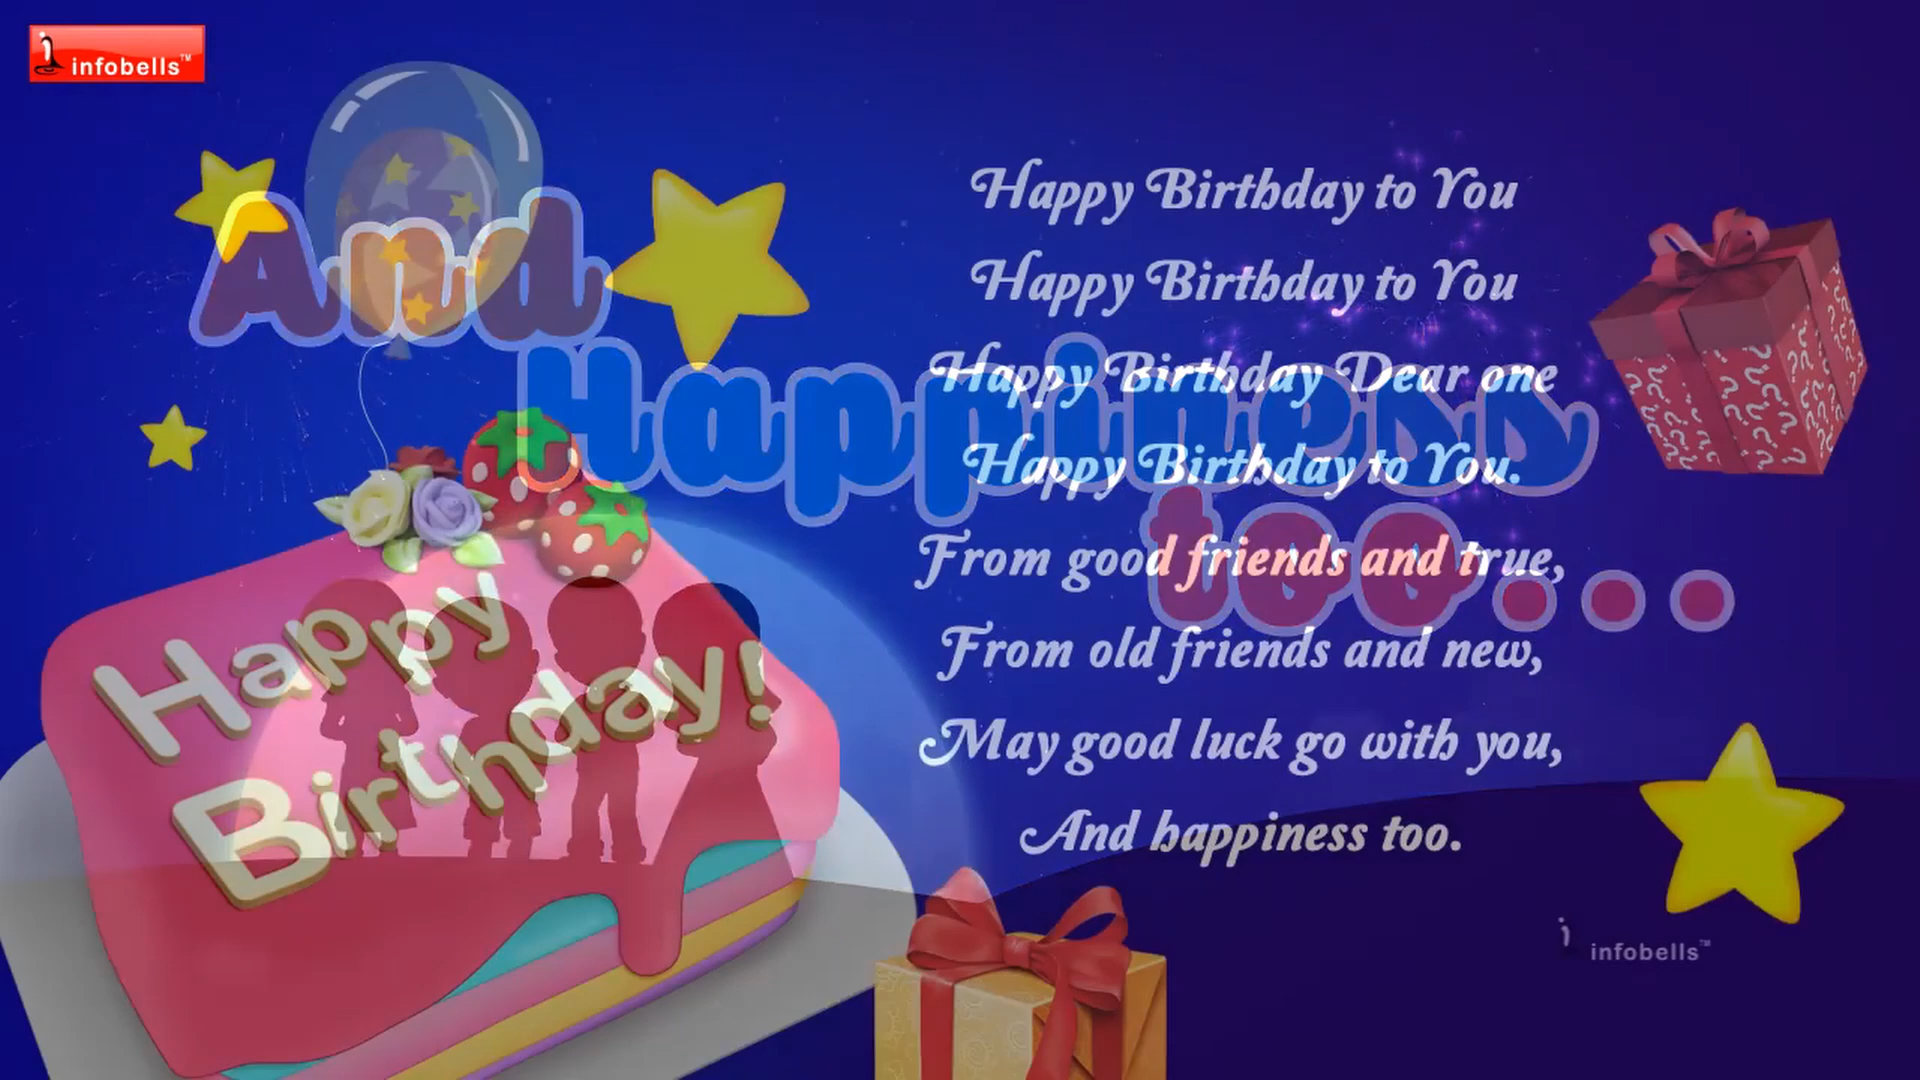 infobells™
And
Happiness
too...
Happy Birthday to You
Happy Birthday to You
Happy Birthday Dear one
Happy Birthday to You.
From good friends and true,
From old friends and new,
May good luck go with you,
And happiness too.
Happy
Birthday!
infobells™